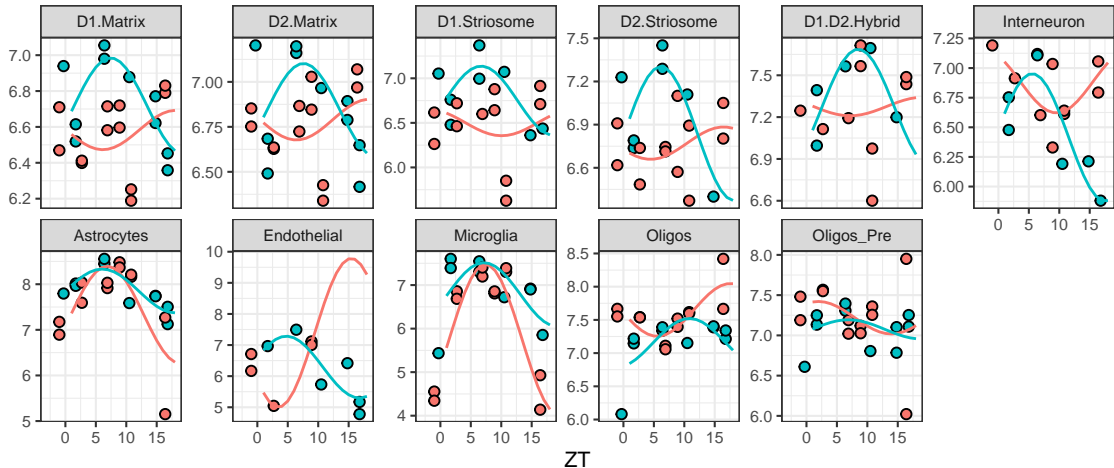 D1.Matrix
D2.Matrix
D1.Striosome
D2.Striosome
D1.D2.Hybrid
Interneuron
7.0
6.8
6.6
6.4
6.2
7.00
6.75
6.50
7.0
6.5
6.0
7.5
7.2
6.9
6.6
7.5
7.2
6.9
6.6
7.25
7.00
6.75
6.50
6.25
6.00
0 5 10 15
Astrocytes
Endothelial
Microglia
Oligos
Oligos_Pre
8
7
6
5
10
9
8
7
6
5
7
6
5
4
8.5
8.0
7.5
7.0
6.5
6.0
8.0
7.5
7.0
6.5
6.0
0 5 10 15
0 5 10 15
0 5 10 15
0 5 10 15
0 5 10 15
ZT